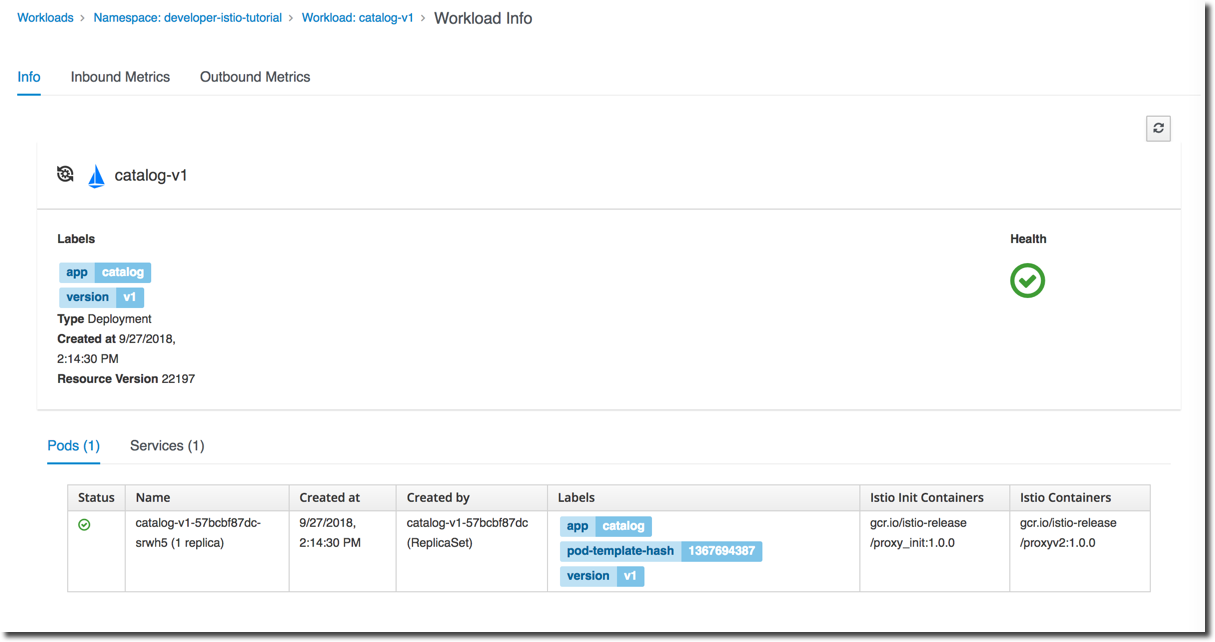 Workloads > Namespace: developer-istio-tutorial > Workload: catalog-v1 > Workload Info
Info Inbound Metrics Outbound Metrics
catalog-v1
Labels Health
app catalog
version v1
Type Deployment
Created at 9/27/2018,
2:14:30 PM
Resource Version 22197
Pods (1) Services (1)
Status Name Created at Created by Labels Istio Init Containers Istio Containers
catalog-v1-57bcbf87dc- 9/27/2018, catalog-v1-57bcbf87dc app catalog gcr.io/istio-release gcr.io/istio-release
srwh5 (1 replica) 2:14:30 PM (ReplicaSet) pod-template-hash 1367694387 /proxy_init:1.0.0 /proxyv2:1.0.0
version v1